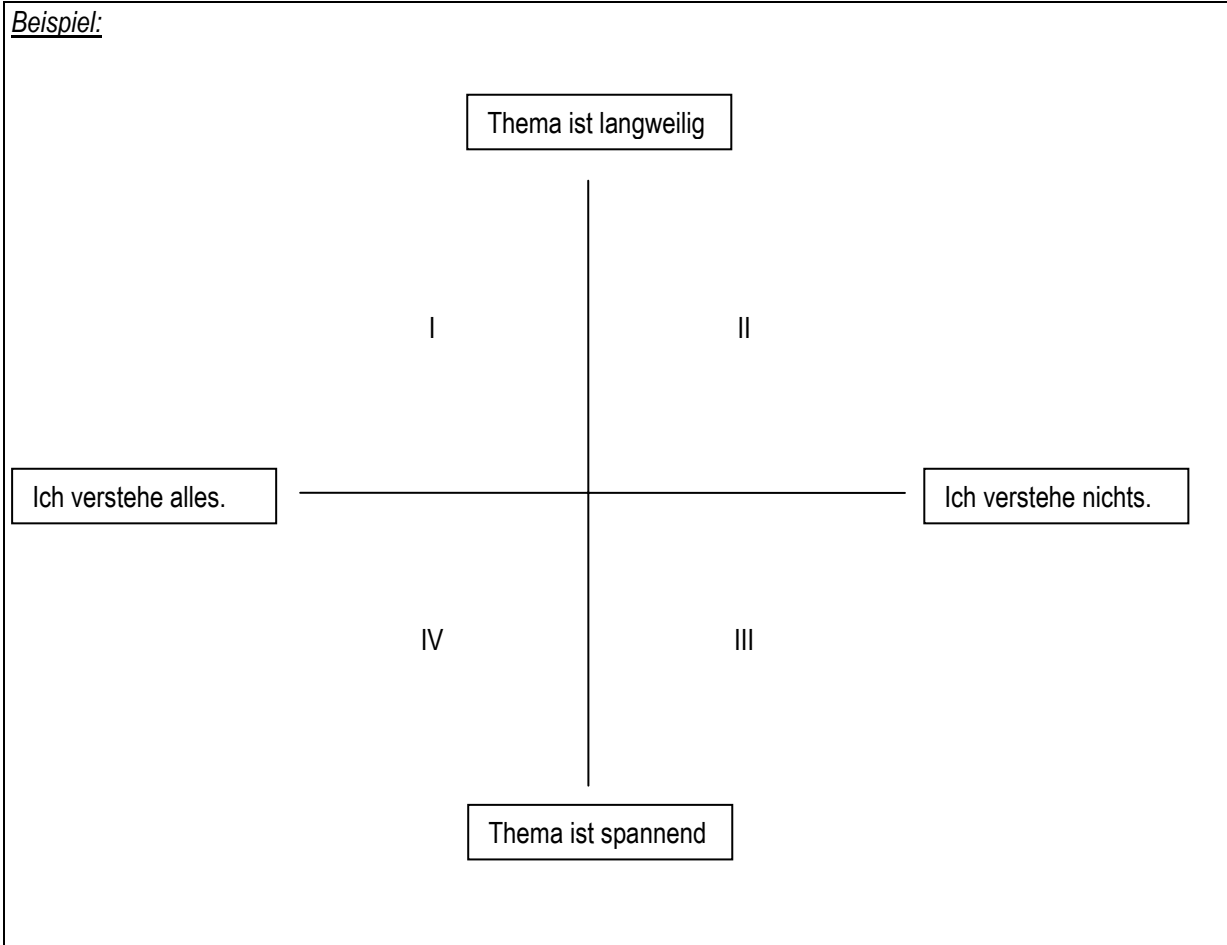 Beispiel:
Thema ist langweilig
I
II
Ich verstehe alles.
Ich verstehe nichts.
IV
III
Thema ist spannend